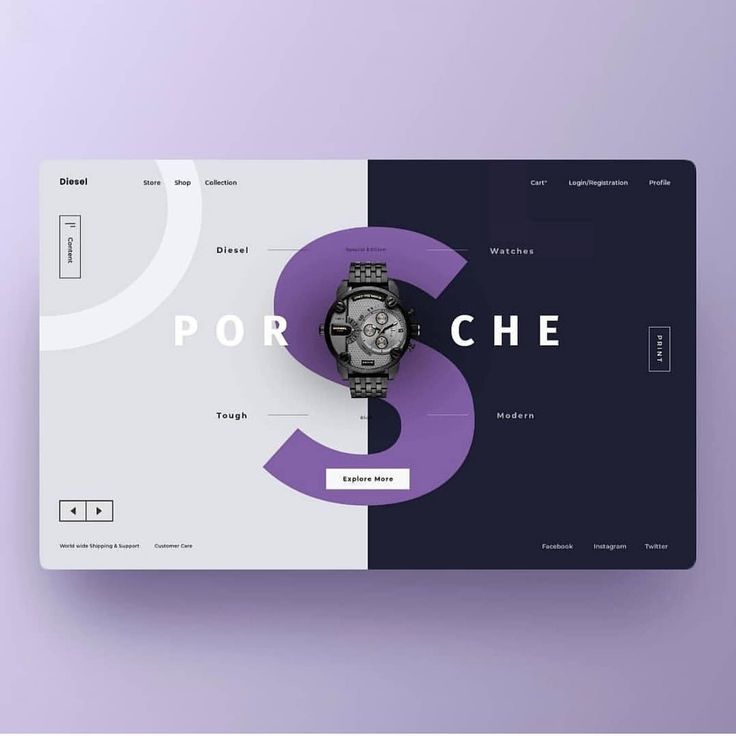 Diesel Store Shop Collection Cart* Login/Registration Profile
Content
Diesel Special Edition Watches
POR S CHE
PRINT
Tough Modern
Explore More
World wide Shipping & Support Customer Care Facebook Instagram Twitter